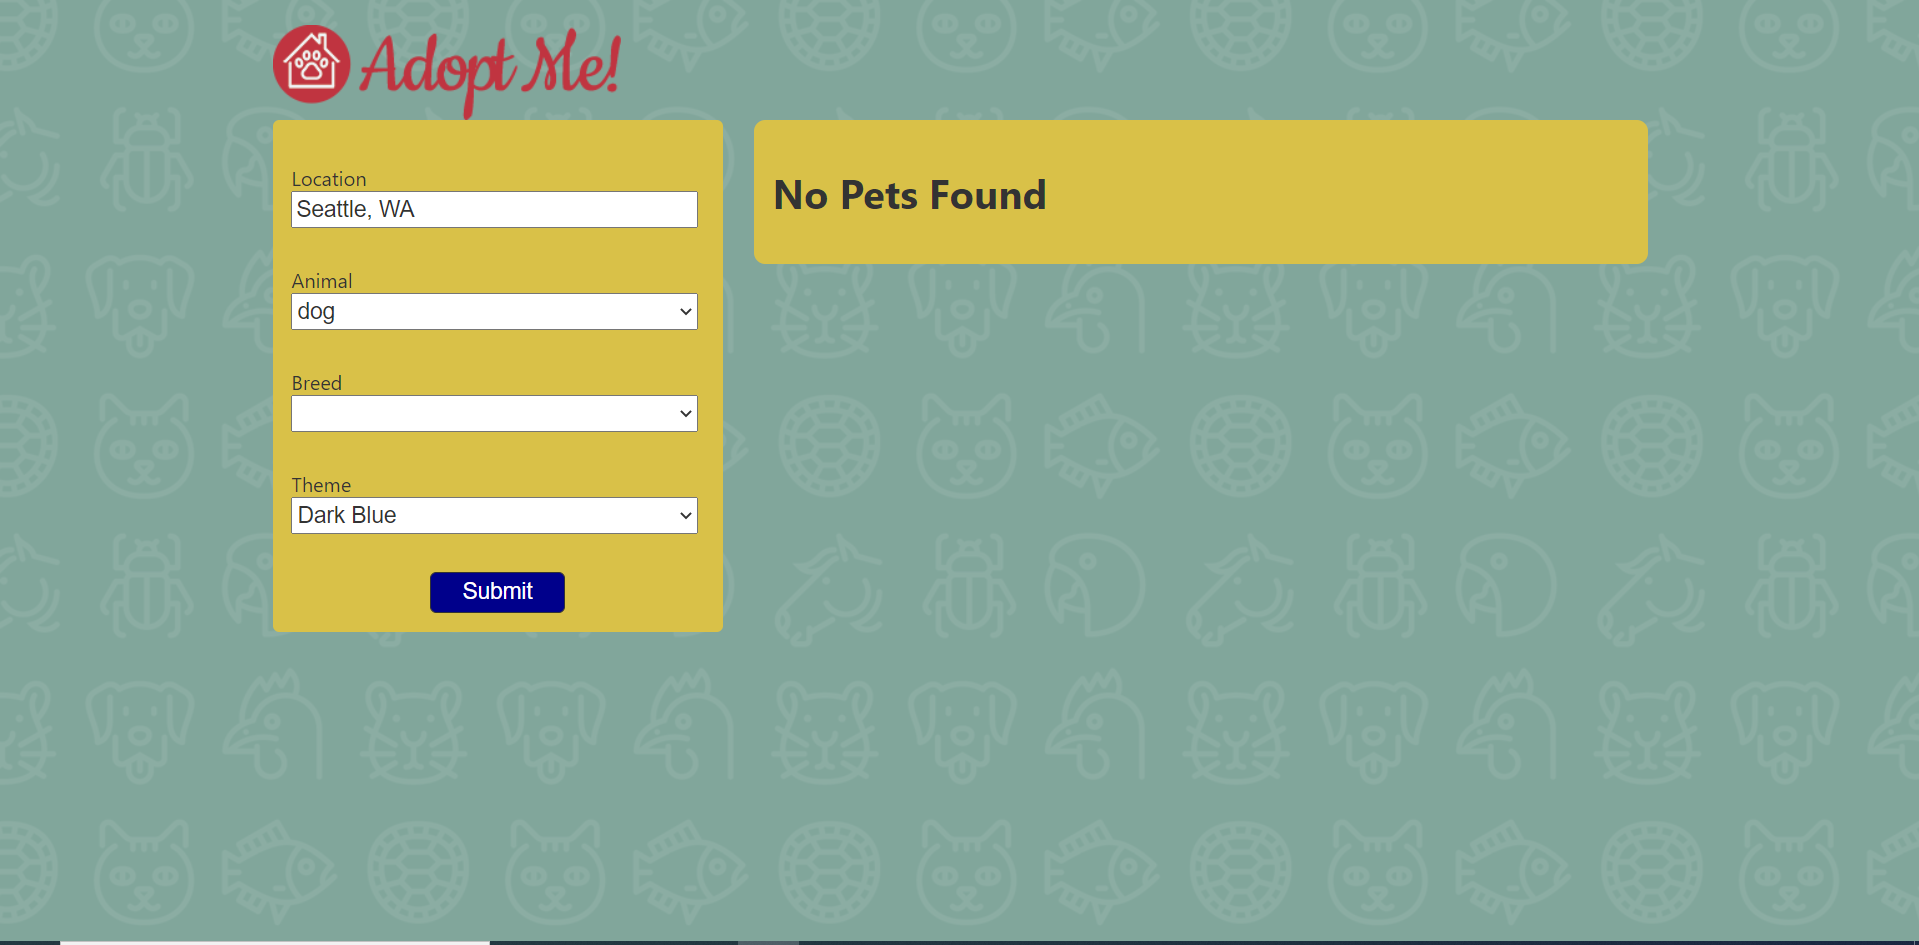 Adopt Me!
Location
Seattle, WA
Animal
dog
Breed
Theme
Dark Blue
Submit
No Pets Found